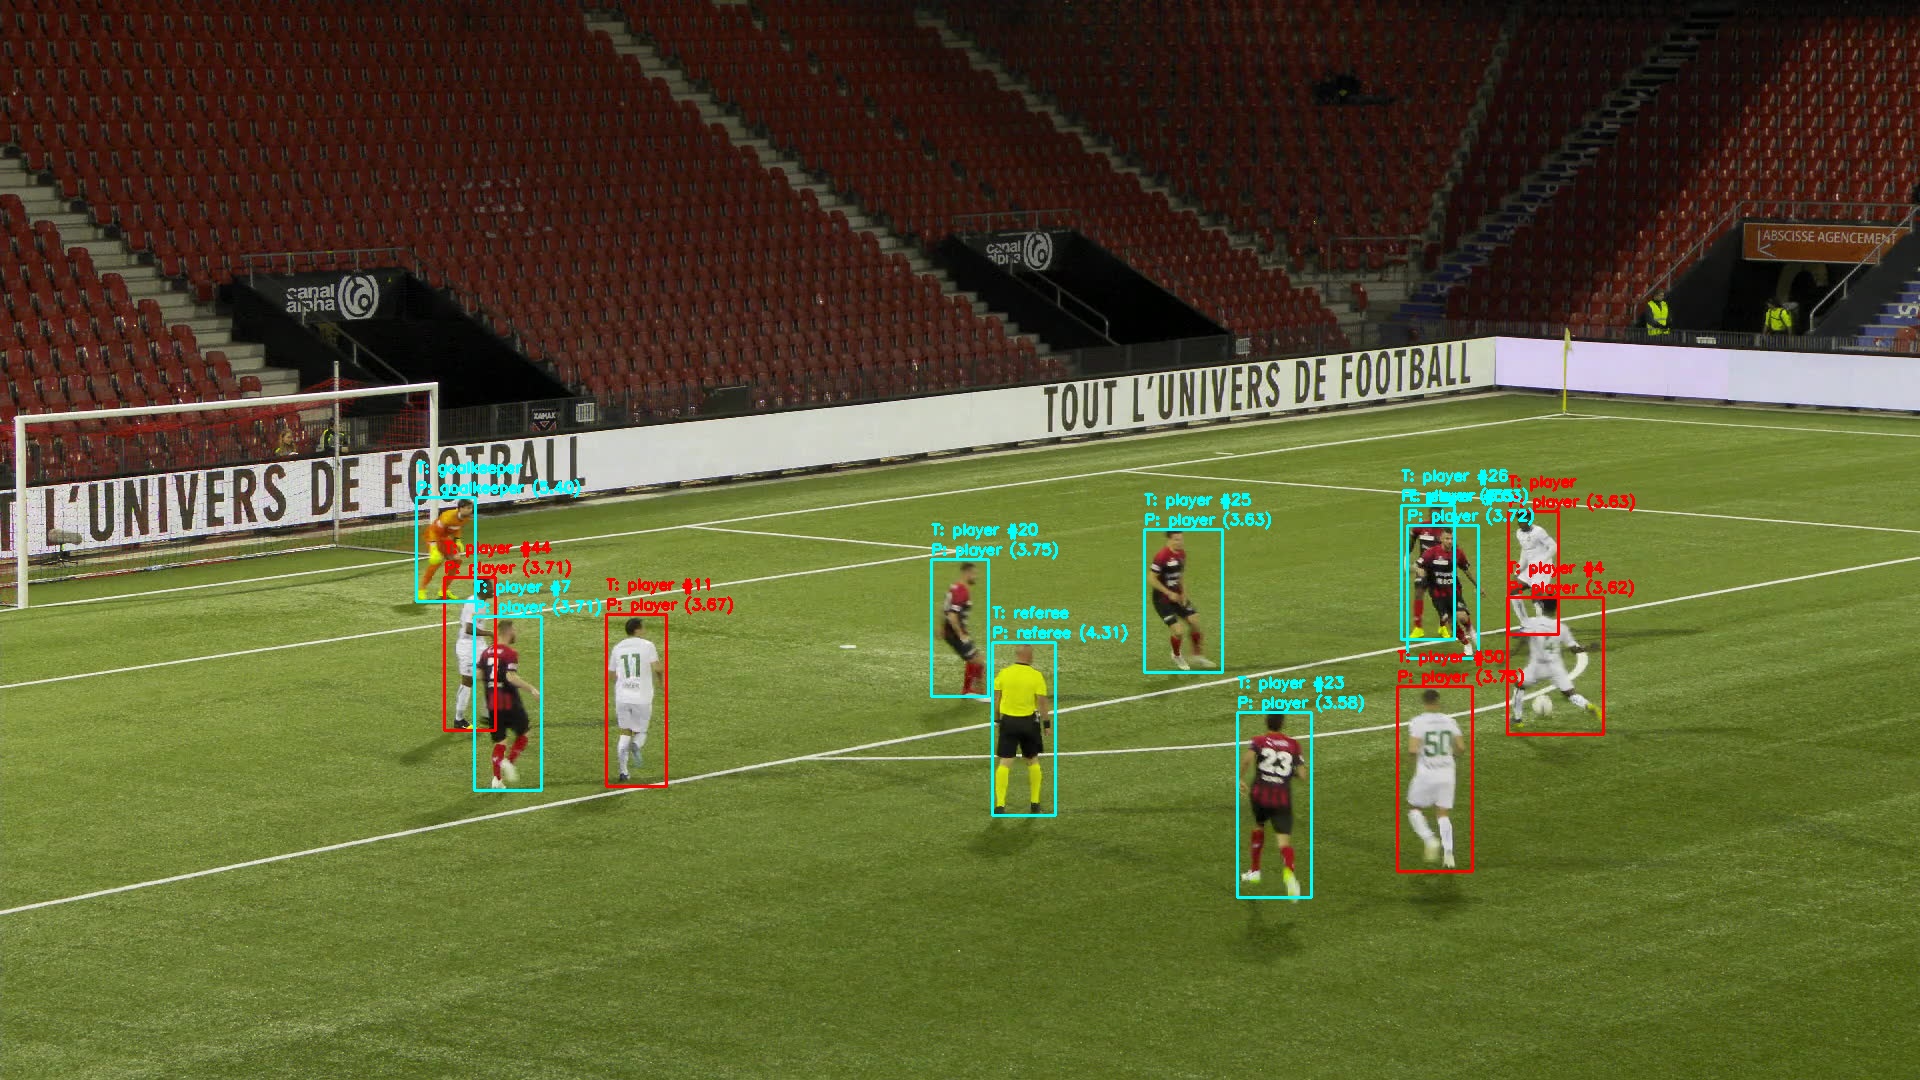 canal
alpha
canal
alpha
ABSCISSE AGENCEMENT
TOUT L'UNIVERS DE FOOTBALL
XAMAX
T L'UNIVERS DE FOOTBALL
T: goalkeeper
P: goalkeeper (3.40)
T: player #26
T: player
P: player (3.63)
T: player #25
P: player (3.63)
P: player (3.72)
T: player #20
P: player (3.75)
T: player #44
P: player (3.71)
T: player #4
P: player (3.62)
T: player #7
P: player (3.71)
T: player #11
P: player (3.67)
T: referee
P: referee (4.31)
T: player #50
P: player (3.75)
T: player #23
P: player (3.58)
11
23
50
4